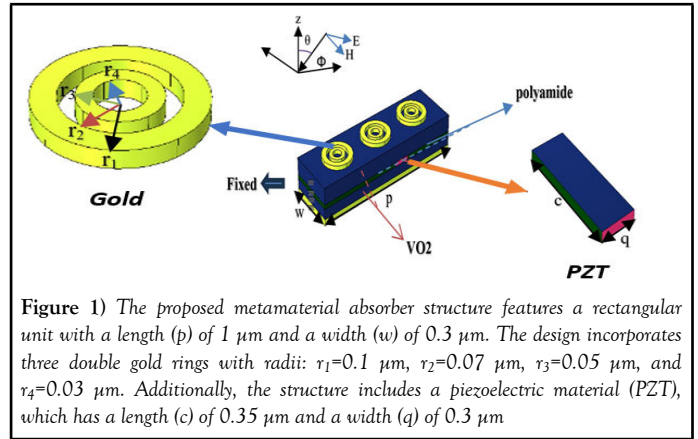 z
θ
E
H
Φ
r4
r3
r2
r1
Gold
polyamide
Fixed
w
p
VO2
c
q
PZT
Figure 1) The proposed metamaterial absorber structure features a rectangular
unit with a length (p) of 1 μm and a width (w) of 0.3 μm. The design incorporates
three double gold rings with radii: r1=0.1 μm, r2=0.07 μm, r3=0.05 μm, and
r4=0.03 μm. Additionally, the structure includes a piezoelectric material (PZT),
which has a length (c) of 0.35 μm and a width (q) of 0.3 μm